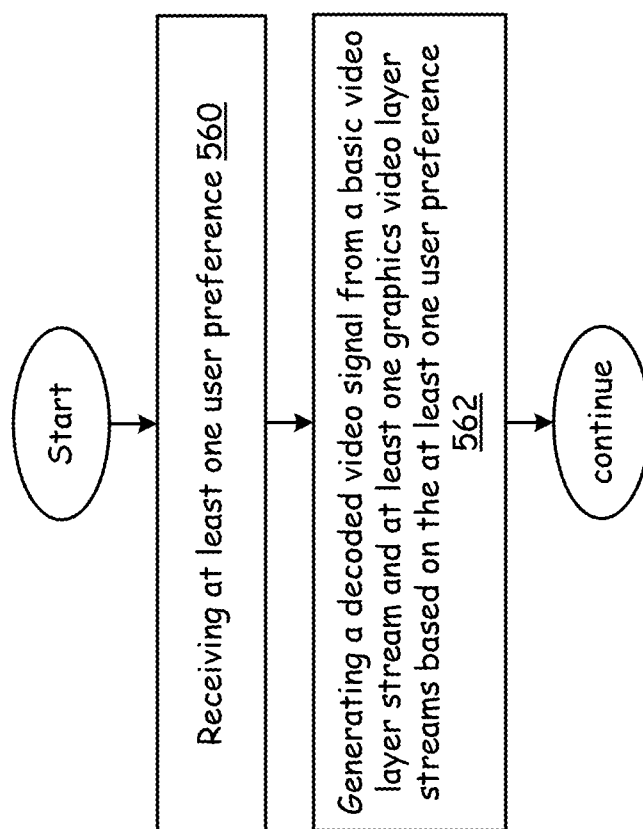 Start
Receiving at least one user preference 560
Generating a decoded video signal from a basic video
layer stream and at least one graphics video layer
streams based on the at least one user preference
562
continue